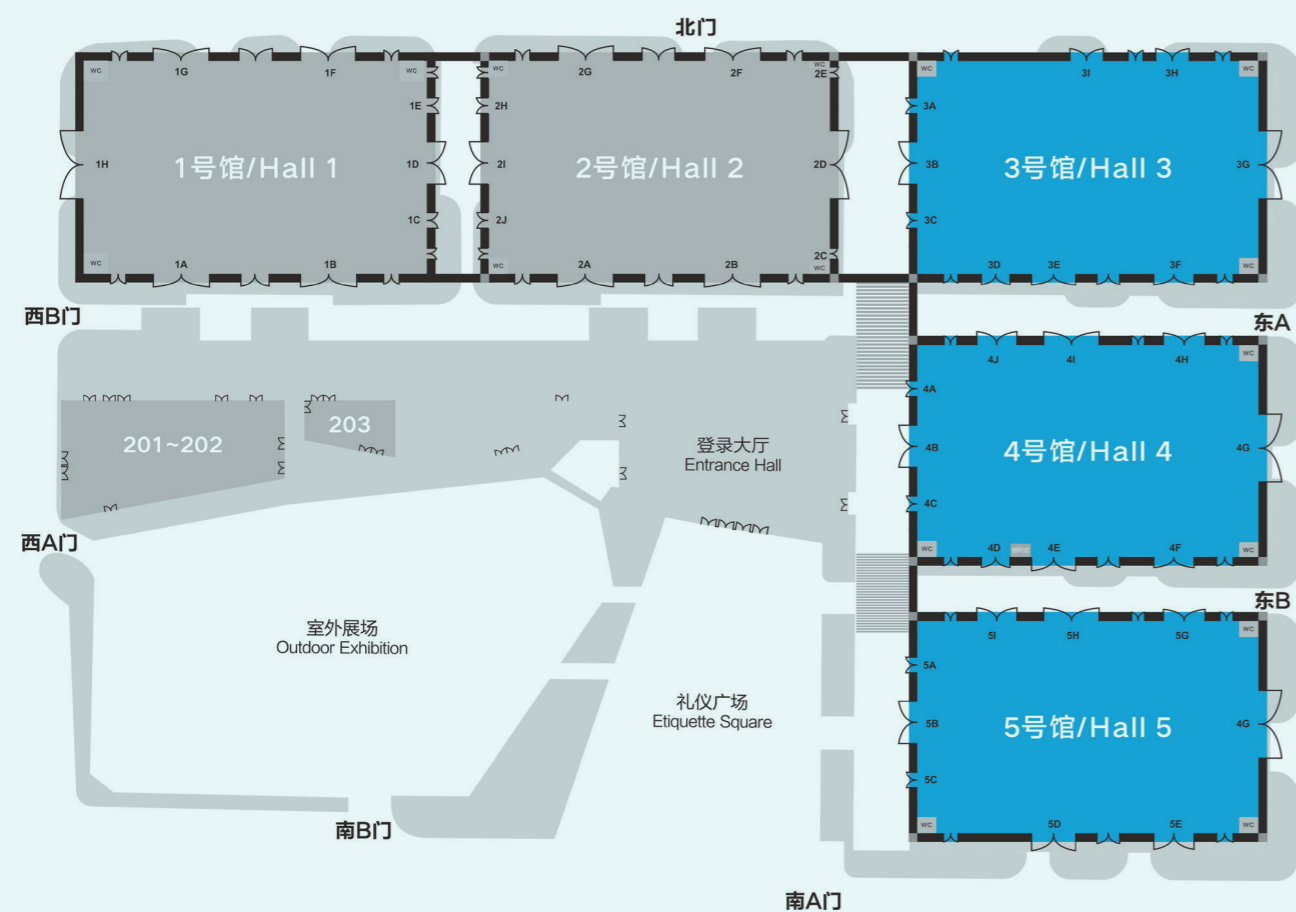 北门
WC
1G
1F
WC
WC
2G
2F
WC
2E
WC
3I
3H
WC
1E
2H
3A
1H
1号馆/Hall 1
1D
2I
2号馆/Hall 2
2D
3B
3号馆/Hall 3
3G
1C
2J
3C
WC
1A
1B
WC
2A
2B
2C
WC
3D
3E
3F
WC
西B门
东A
4J
4I
4H
WC
4A
201~202
203
登录大厅
Entrance Hall
4B
4号馆/Hall 4
4G
4C
西A门
WC
4D
4E
4F
WC
东B
室外展场
Outdoor Exhibition
5I
5H
5G
WC
5A
礼仪广场
Etiquette Square
5B
5号馆/Hall 5
4G
5C
南B门
WC
5D
5E
WC
南A门